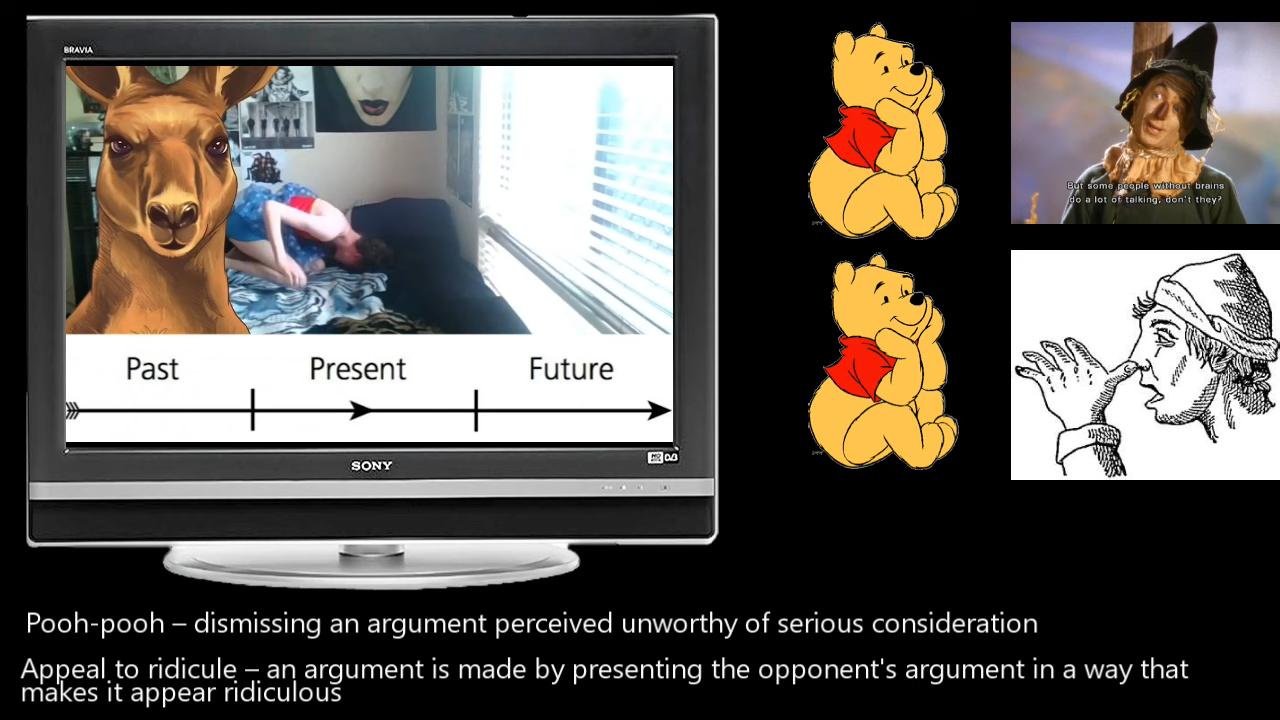 BRAVIA
Past Present Future
SONY
But some people without brains
do a lot of talking, don't they?
Pooh-pooh – dismissing an argument perceived unworthy of serious consideration
Appeal to ridicule – an argument is made by presenting the opponent's argument in a way that
makes it appear ridiculous